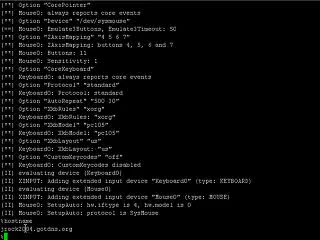 (**) Option "CorePointer"
(**) Mouse0: always reports core events
(**) Option "Device" "/dev/sysmouse"
(==) Mouse0: Emulate3Buttons, Emulate3Timeout: 50
(**) Option "ZAxisMapping" "4 5 6 7"
(**) Mouse0: ZAxisMapping: buttons 4, 5, 6 and 7
(**) Mouse0: Buttons: 11
(**) Mouse0: Sensitivity: 1
(**) Option "CoreKeyboard"
(**) Keyboard0: always reports core events
(**) Option "Protocol" "standard"
(**) Keyboard0: Protocol: standard
(**) Option "AutoRepeat" "500 30"
(**) Option "XkbRules" "xorg"
(**) Keyboard0: XkbRules: "xorg"
(**) Option "XkbModel" "pc105"
(**) Keyboard0: XkbModel: "pc105"
(**) Option "XkbLayout" "us"
(**) Keyboard0: XkbLayout: "us"
(**) Option "CustomKeycodes" "off"
(**) Keyboard0: CustomKeycodes disabled
(II) evaluating device (Keyboard0)
(II) XINPUT: Adding extended input device "Keyboard0" (type: KEYBOARD)
(II) evaluating device (Mouse0)
(II) XINPUT: Adding extended input device "Mouse0" (type: MOUSE)
(II) Mouse0: SetupAuto: hw.iftype is 4, hw.model is 0
(II) Mouse0: SetupAuto: protocol is SysMouse
%hostname
jrock2004.gotdns.org
%